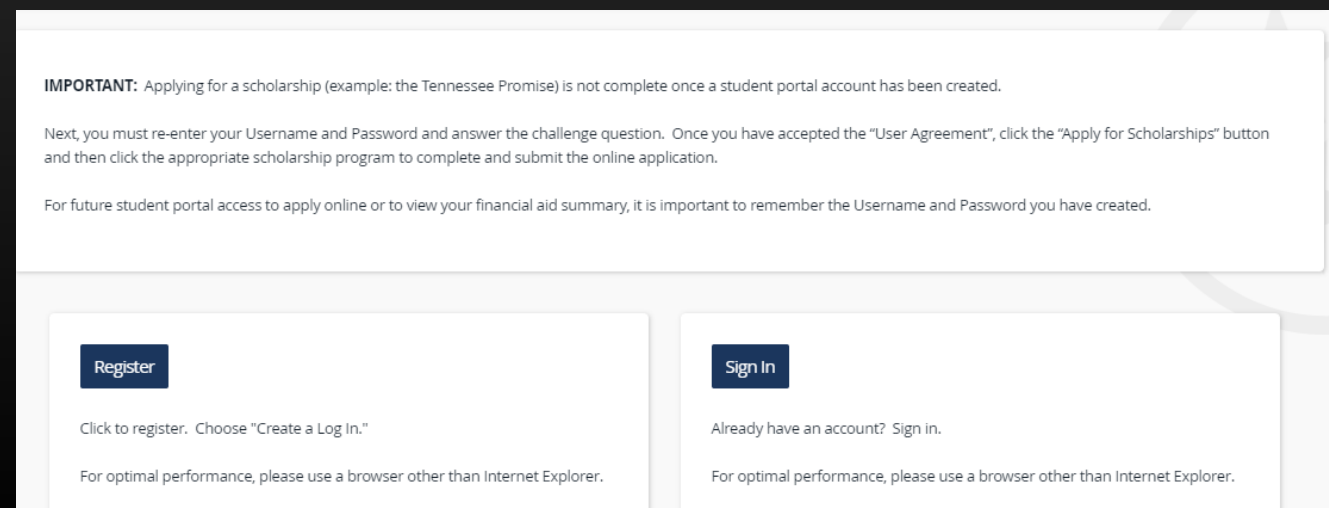 IMPORTANT: Applying for a scholarship (example: the Tennessee Promise) is not complete once a student portal account has been created.
Next, you must re-enter your Username and Password and answer the challenge question. Once you have accepted the “User Agreement”, click the “Apply for Scholarships” button
and then click the appropriate scholarship program to complete and submit the online application.
For future student portal access to apply online or to view your financial aid summary, it is important to remember the Username and Password you have created.
Register
Click to register. Choose "Create a Log In."
For optimal performance, please use a browser other than Internet Explorer.
Sign In
Already have an account? Sign in.
For optimal performance, please use a browser other than Internet Explorer.